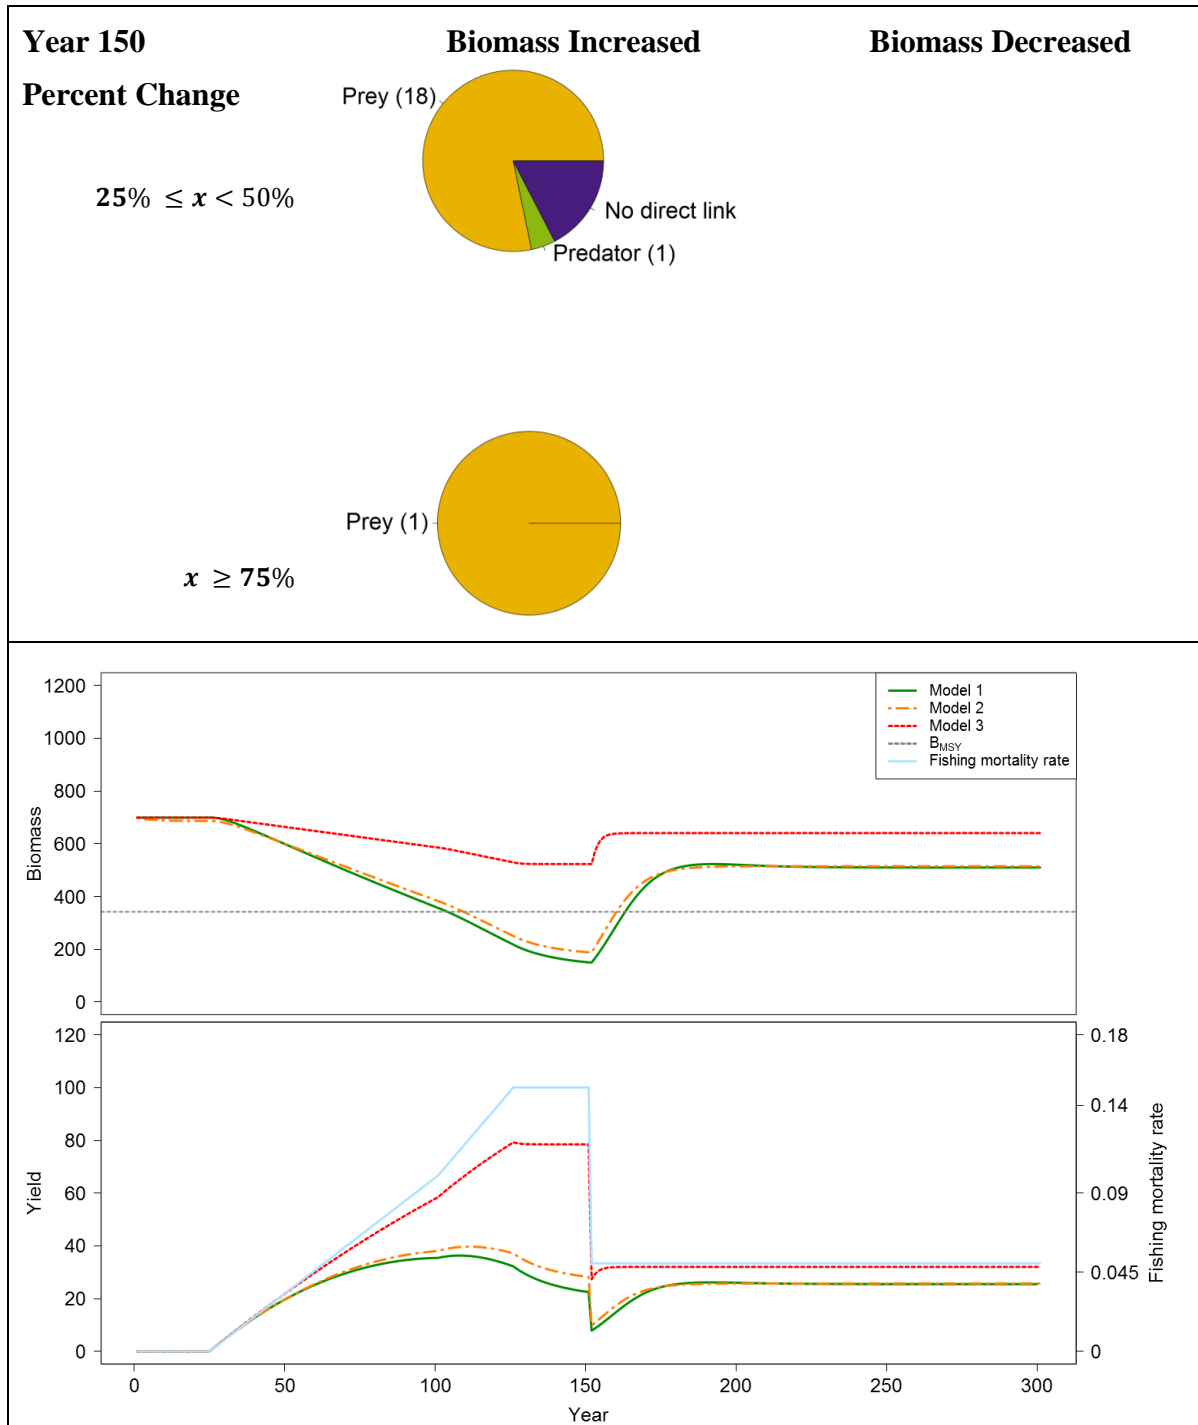 Year 150 Biomass Increased Biomass Decreased
Percent Change
Prey (18)
25% ≤ x < 50%
No direct link
Predator (1)
Prey (1)
x ≥ 75%
Model 1
Model 2
Model 3
BMSY
Fishing mortality rate
1200
1000
800
600
400
200
0
Biomass
120
100
80
60
40
20
0
Yield
0.18
0.14
0.09
0.045
0
Fishing mortality rate
0 50 100 150 200 250 300
Year